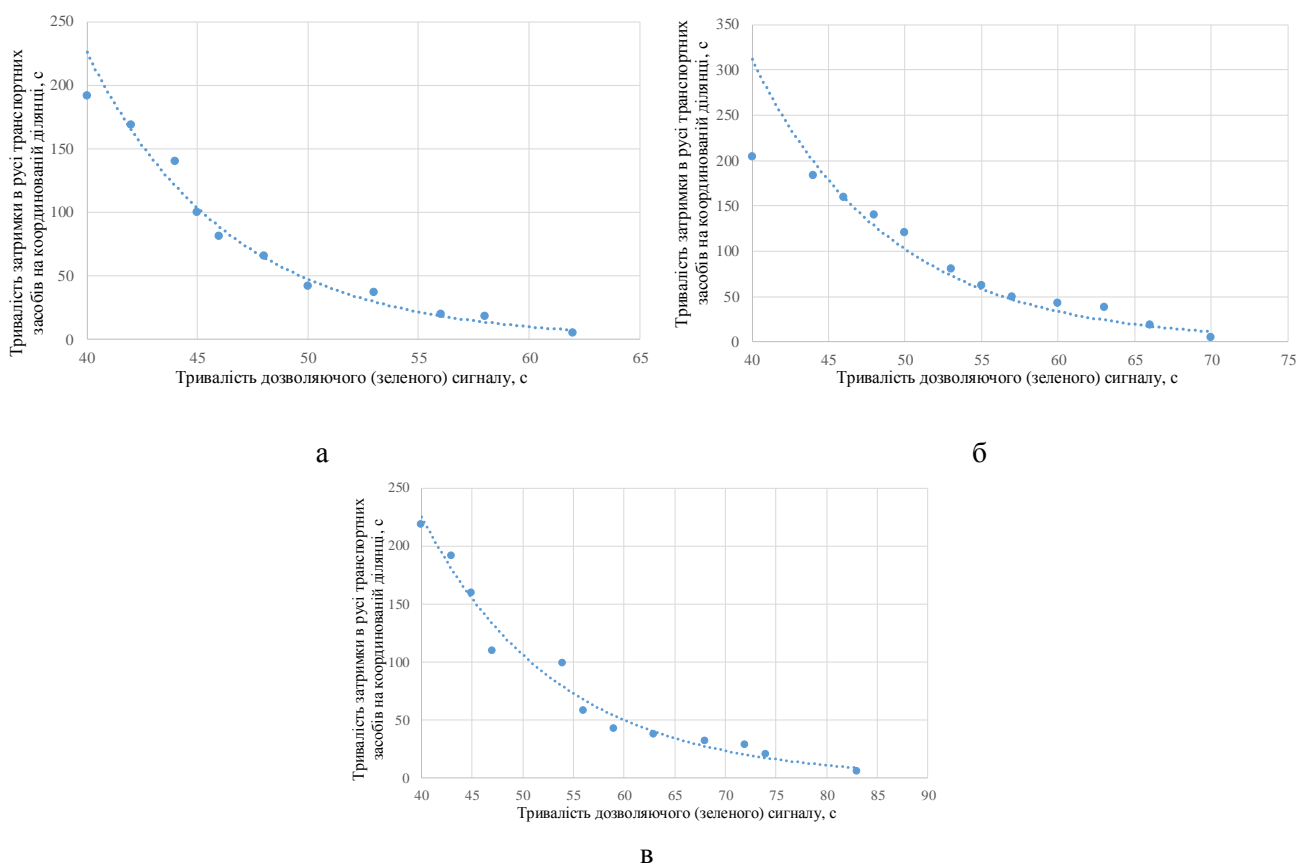 Тривалість затримки в русі транспортних
засобів на координованій ділянці, с
250
200
150
100
50
0
40 45 50 55 60 65
Тривалість дозволяючого (зеленого) сигналу, с
а
Тривалість затримки в русі транспортних
засобів на координованій ділянці, с
350
300
250
200
150
100
50
0
40 45 50 55 60 65 70 75
Тривалість дозволяючого (зеленого) сигналу, с
б
Тривалість затримки в русі транспортних
засобів на координованій ділянці, с
250
200
150
100
50
0
40 45 50 55 60 65 70 75 80 85 90
Тривалість дозволяючого (зеленого) сигналу, с
в